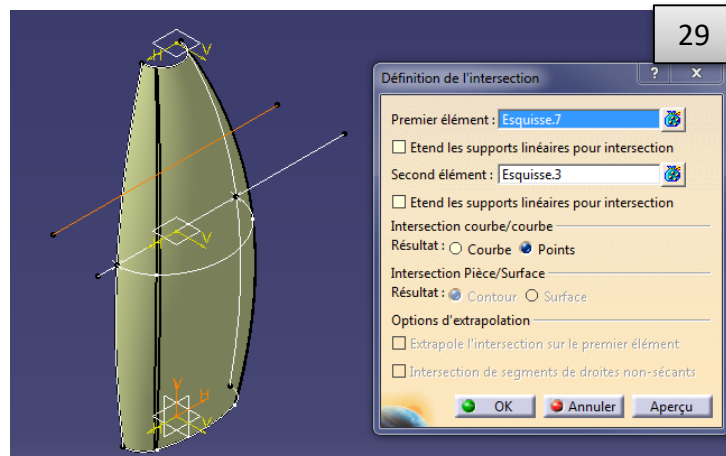 29
Définition de l'intersection ? X
Premier élément : Esquisse.7
Etend les supports linéaires pour intersection
Second élément : Esquisse.3
Etend les supports linéaires pour intersection
Intersection courbe/courbe
Résultat : Courbe Points
Intersection Pièce/Surface
Résultat : Contour Surface
Options d'extrapolation
Extrapole l'intersection sur le premier élément
Intersection de segments de droites non-sécants
OK Annuler Aperçu
H V
H V
V H
H V